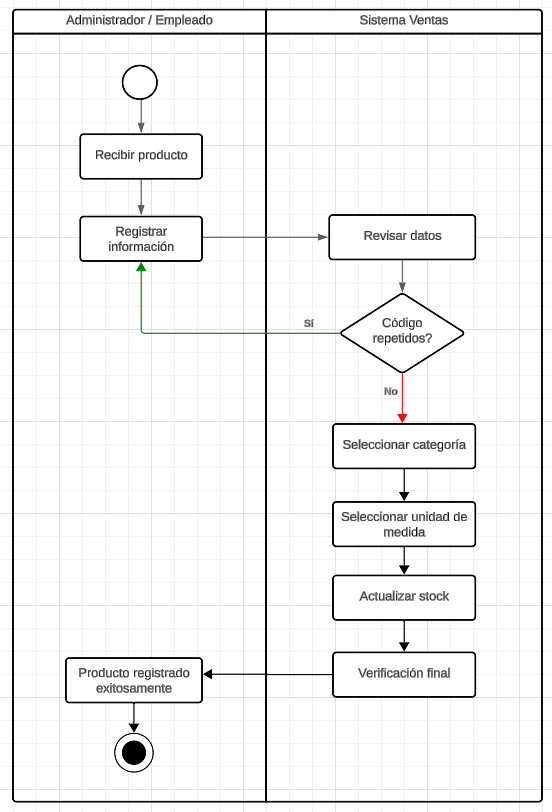 Administrador / Empleado
Sistema Ventas
Recibir producto
Registrar
información
Revisar datos
Código
repetidos?
Sí
No
Seleccionar categoría
Seleccionar unidad de
medida
Actualizar stock
Verificación final
Producto registrado
exitosamente